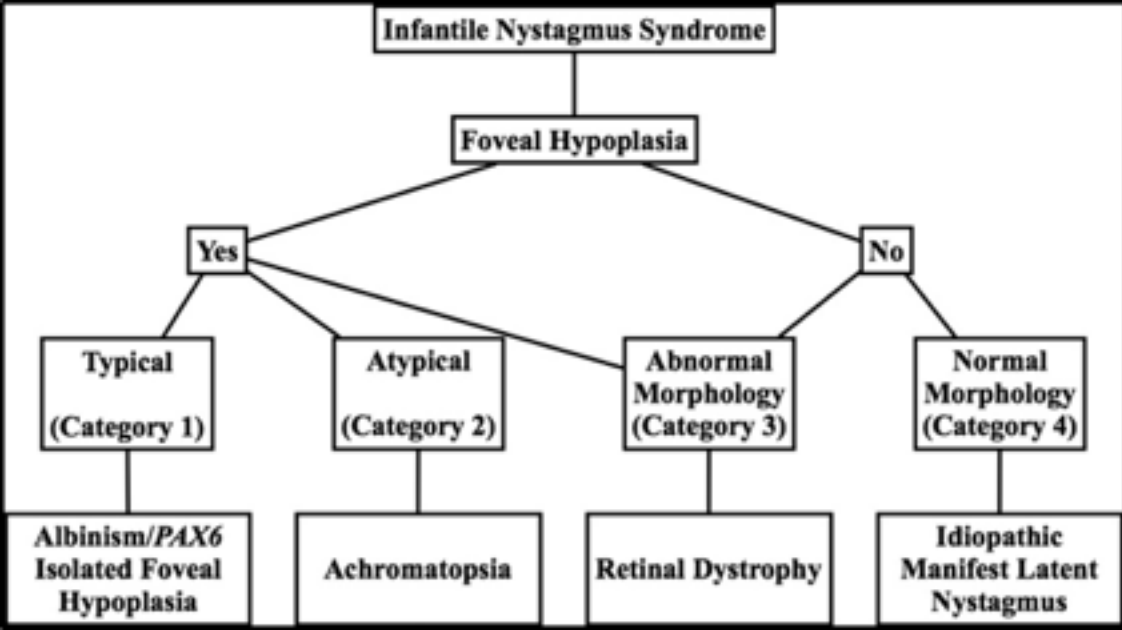 Infantile Nystagmus Syndrome
Foveal Hypoplasia
Yes
No
Typical
(Category 1)
Atypical
(Category 2)
Abnormal
Morphology
(Category 3)
Normal
Morphology
(Category 4)
Albinism/PAX6
Isolated Foveal
Hypoplasia
Achromatopsia
Retinal Dystrophy
Idiopathic
Manifest Latent
Nystagmus